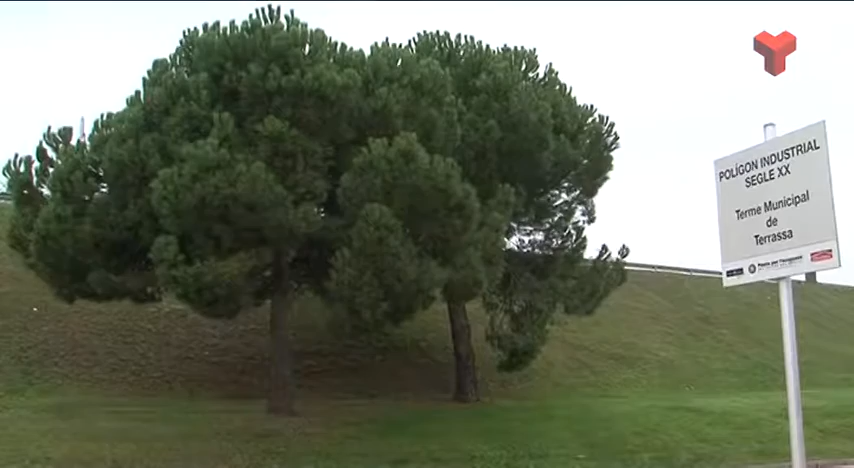 POLÍGON INDUSTRIAL
SEGLE XX
Terme Municipal
de
Terrassa